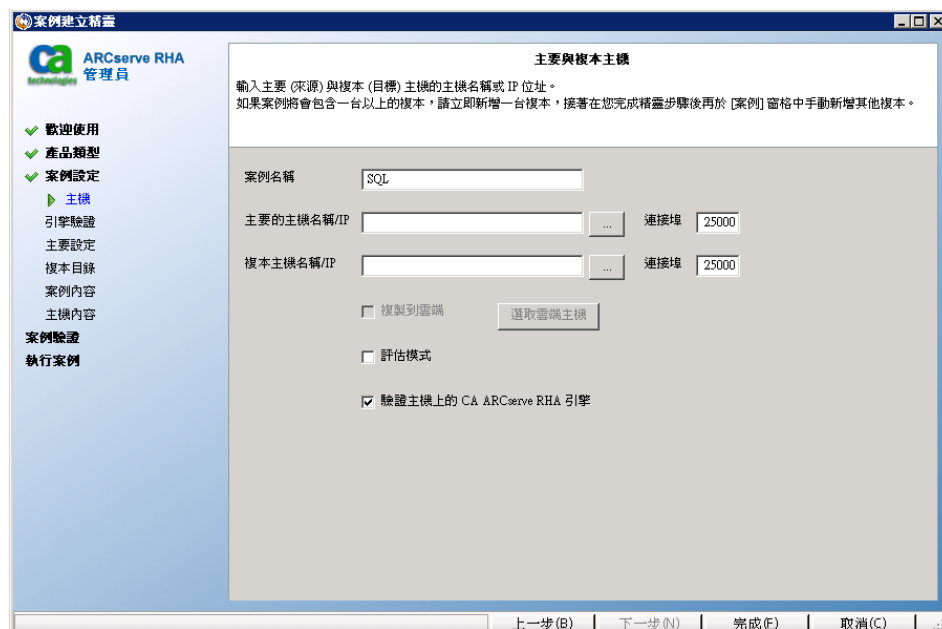 案例建立精靈
ca
technologies
ARCserve RHA
管理員
歡迎使用
產品類型
案例設定
主機
引擎驗證
主要設定
複本目錄
案例內容
主機內容
案例驗證
執行案例
主要與複本主機
輸入主要 (來源) 與複本 (目標) 主機的主機名稱或 IP 位址。
如果案例將會包含一台以上的複本，請立即新增一台複本，接著在您完成精靈步驟後再於 [案例] 窗格中手動新增其他複本。
案例名稱 SQL
主要的主機名稱/IP ... 連接埠 25000
複本主機名稱/IP ... 連接埠 25000
複製到雲端 選取雲端主機
評估模式
驗證主機上的 CA ARCserve RHA 引擎
上一步(B) 下一步(N) 完成(F) 取消(C)